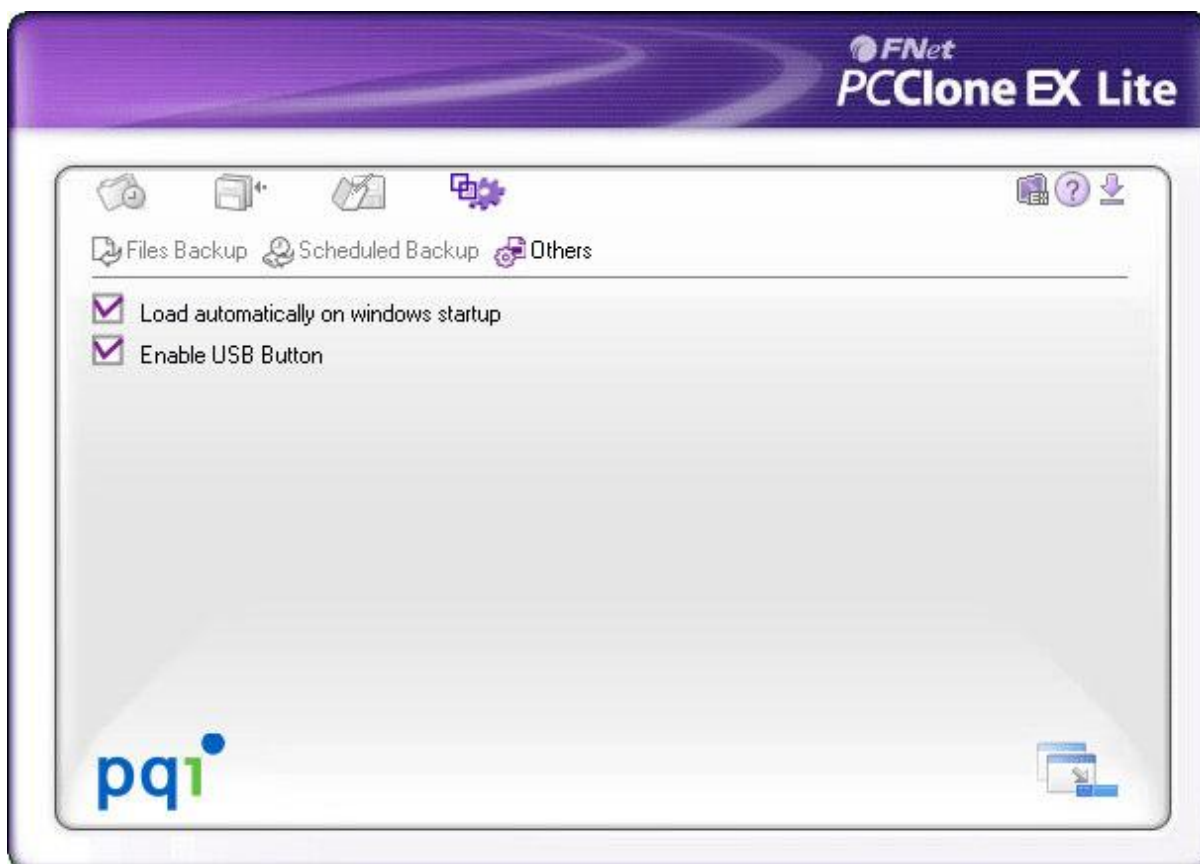 FNet
PCClone EX Lite
?
Files Backup Scheduled Backup Others
Load automatically on windows startup
Enable USB Button
pqi